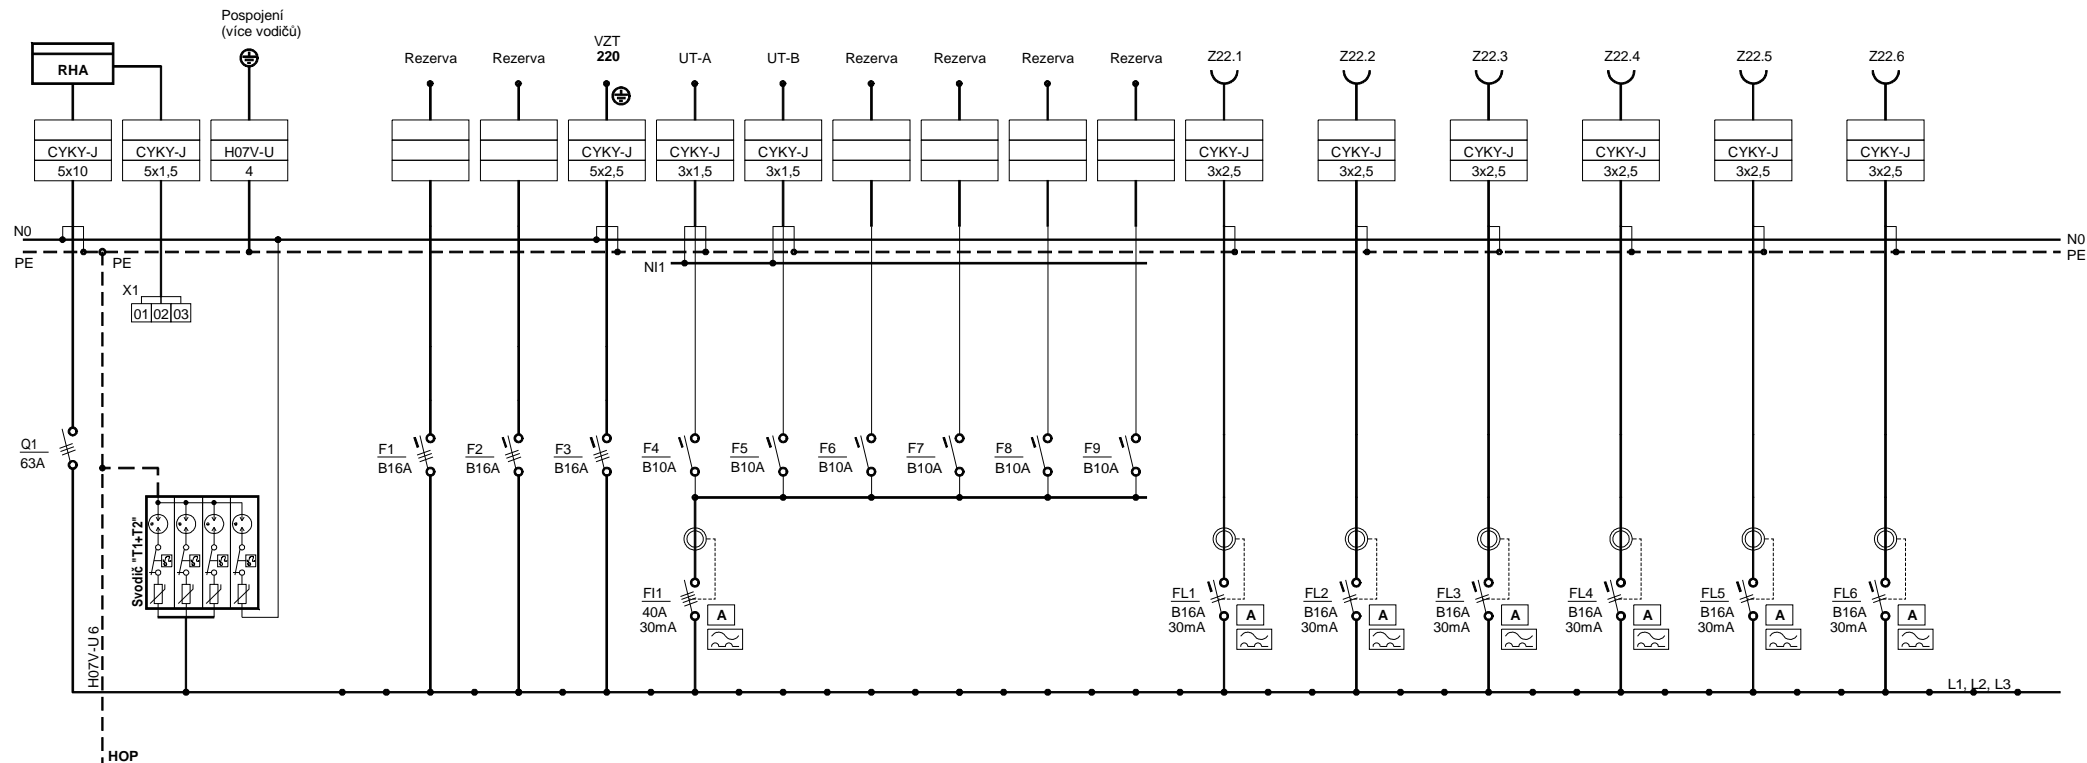 Pospojení
(více vodičů)
RHA
Rezerva
Rezerva
VZT
220
UT-A
UT-B
Rezerva
Rezerva
Rezerva
Rezerva
Z22.1
Z22.2
Z22.3
Z22.4
Z22.5
Z22.6
CYKY-J
5x10
CYKY-J
5x1,5
H07V-U
4
CYKY-J
5x2,5
CYKY-J
3x1,5
CYKY-J
3x1,5
CYKY-J
3x2,5
CYKY-J
3x2,5
CYKY-J
3x2,5
CYKY-J
3x2,5
CYKY-J
3x2,5
CYKY-J
3x2,5
N0
PE
PE
NI1
N0
PE
X1
01 02 03
Q1
63A
F1
B16A
F2
B16A
F3
B16A
F4
B10A
F5
B10A
F6
B10A
F7
B10A
F8
B10A
F9
B10A
Svodič "T1+T2"
FI1
40A
30mA
A
FL1
B16A
30mA
A
FL2
B16A
30mA
A
FL3
B16A
30mA
A
FL4
B16A
30mA
A
FL5
B16A
30mA
A
FL6
B16A
30mA
A
H07V-U 6
L1, L2, L3
HOP